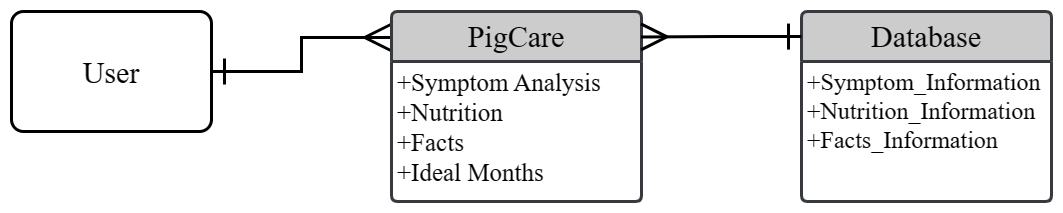 User
PigCare
+Symptom Analysis
+Nutrition
+Facts
+Ideal Months
Database
+Symptom_Information
+Nutrition_Information
+Facts_Information